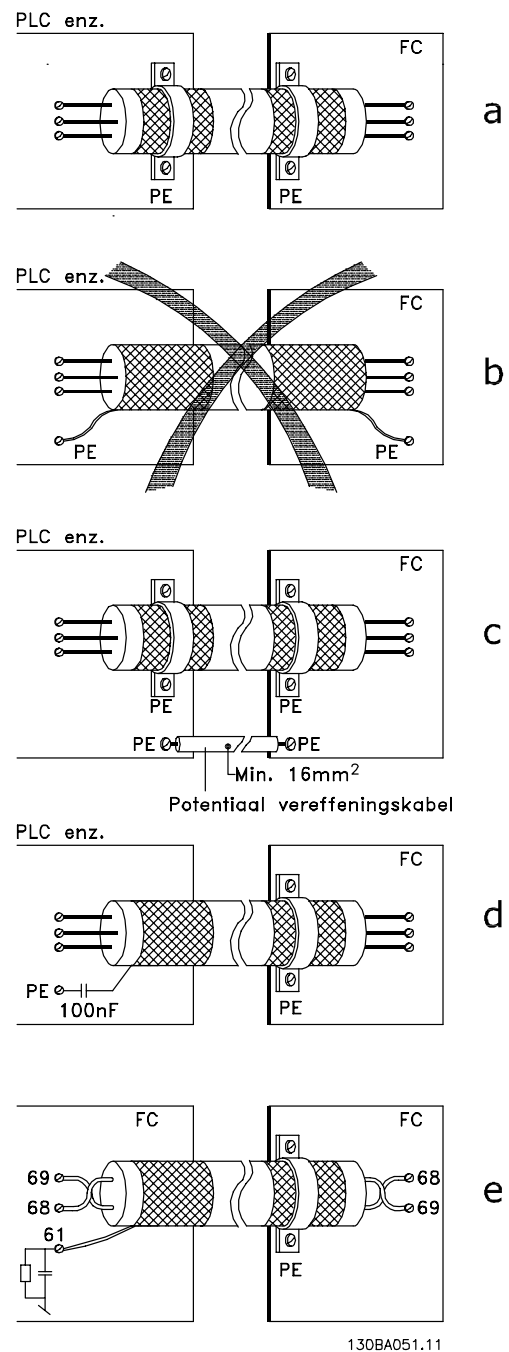 PLC enz.
FC
a
PE
PE
PLC enz.
FC
b
PE
PE
PLC enz.
FC
c
PE
PE
PE
PE
Min. 16mm²
Potentiaal vereffeningskabel
PLC enz.
FC
d
PE
100nF
PE
FC
FC
69
68
68
69
e
61
PE
130BA051.11